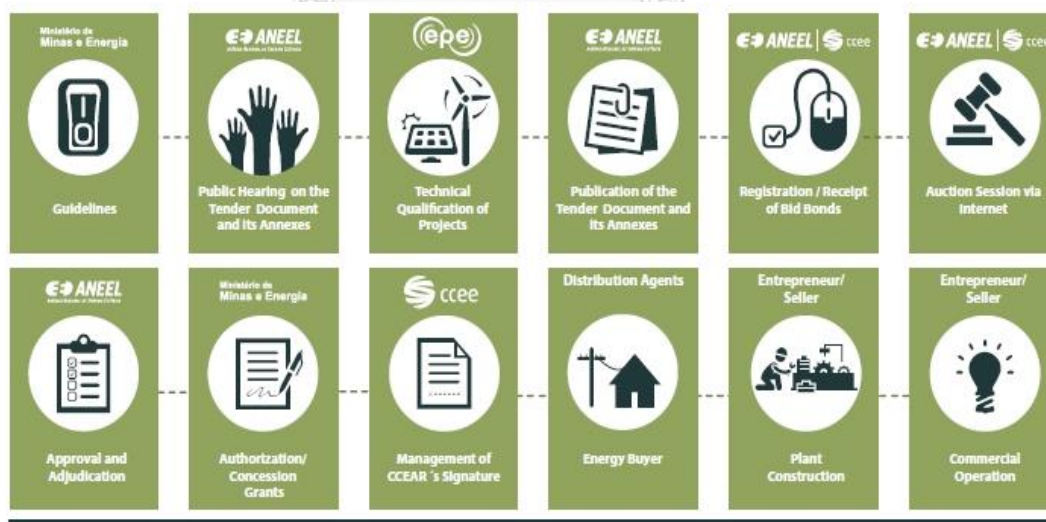 Ministério de
Minas e Energia
Guidelines
ANEEL
Public Hearing on the
Tender Document
and its Annexes
epe
Technical
Qualification of
Projects
ANEEL
Publication of the
Tender Document and
its Annexes
ANEEL | ccee
Registration / Receipt
of Bid Bonds
ANEEL | ccee
Auction Session via
Internet
ANEEL
Approval and
Adjudication
Ministério de
Minas e Energia
Authorization/
Concession
Grants
ccee
Management of
CCEAR ´s Signature
Distribution Agents
Energy Buyer
Entrepreneur/
Seller
Plant
Construction
Entrepreneur/
Seller
Commercial
Operation